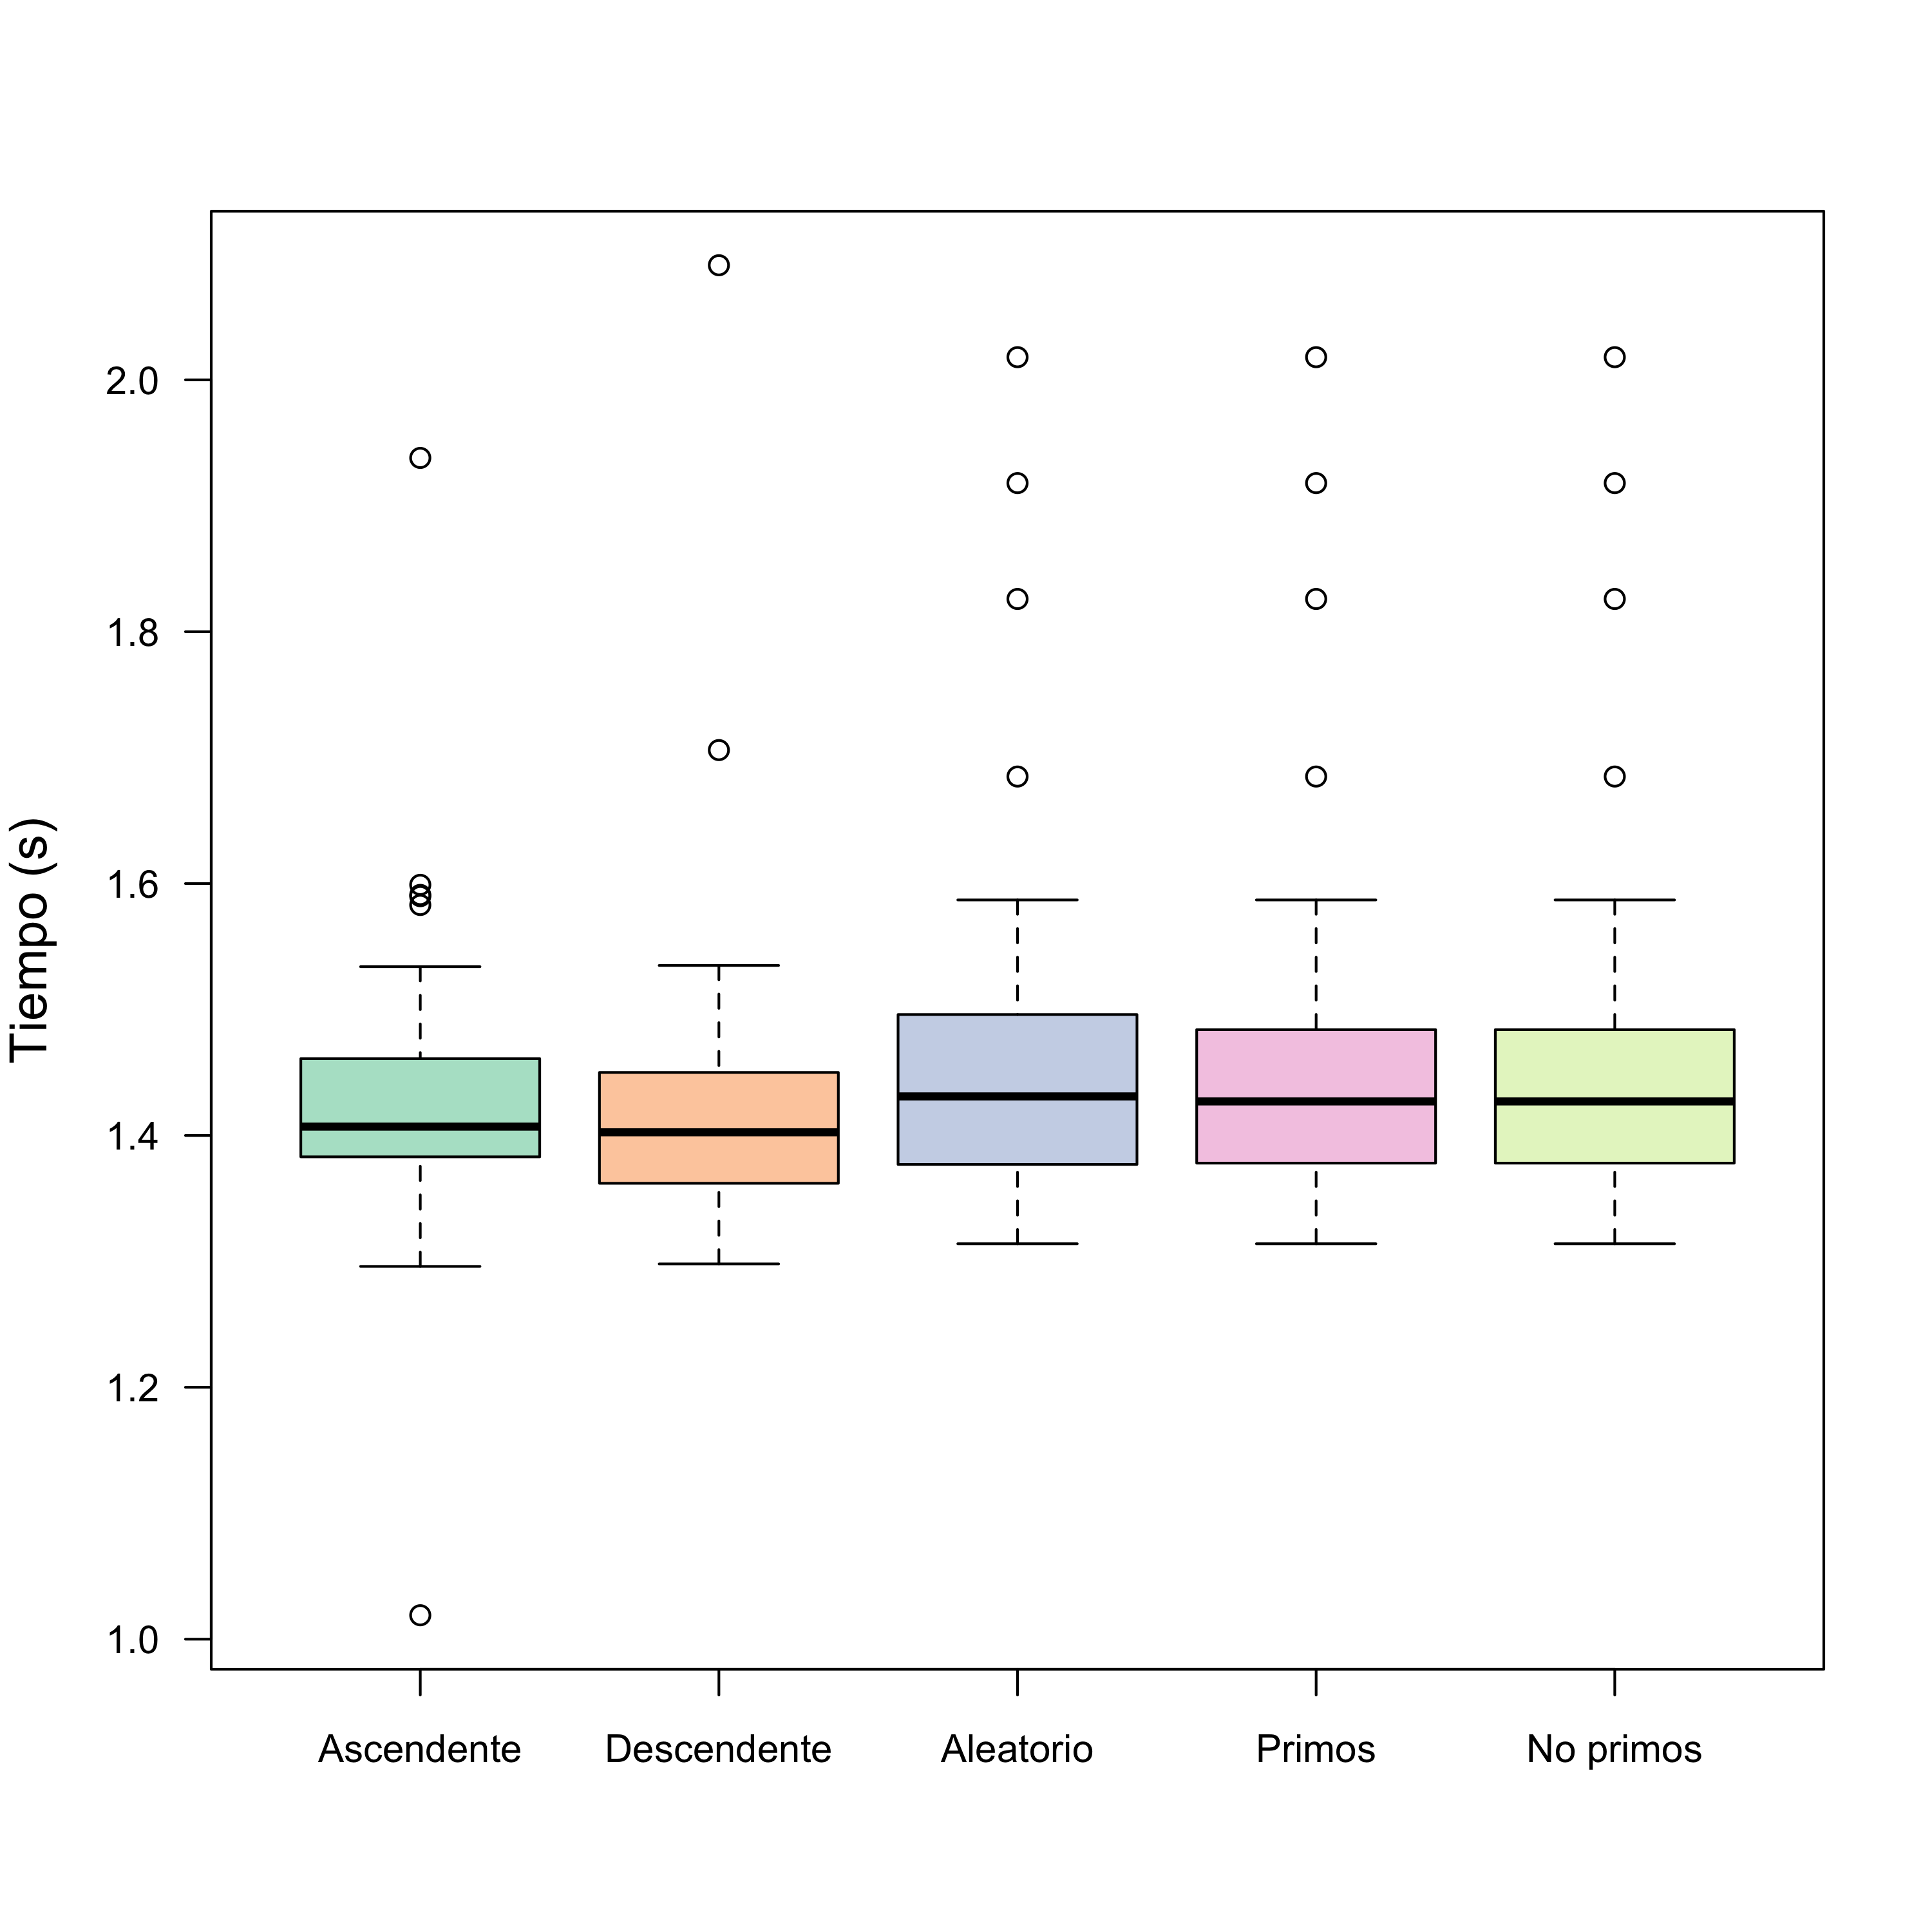 Tiempo (s)
2.0
1.8
1.6
1.4
1.2
1.0
Ascendente
Descendente
Aleatorio
Primos
No primos